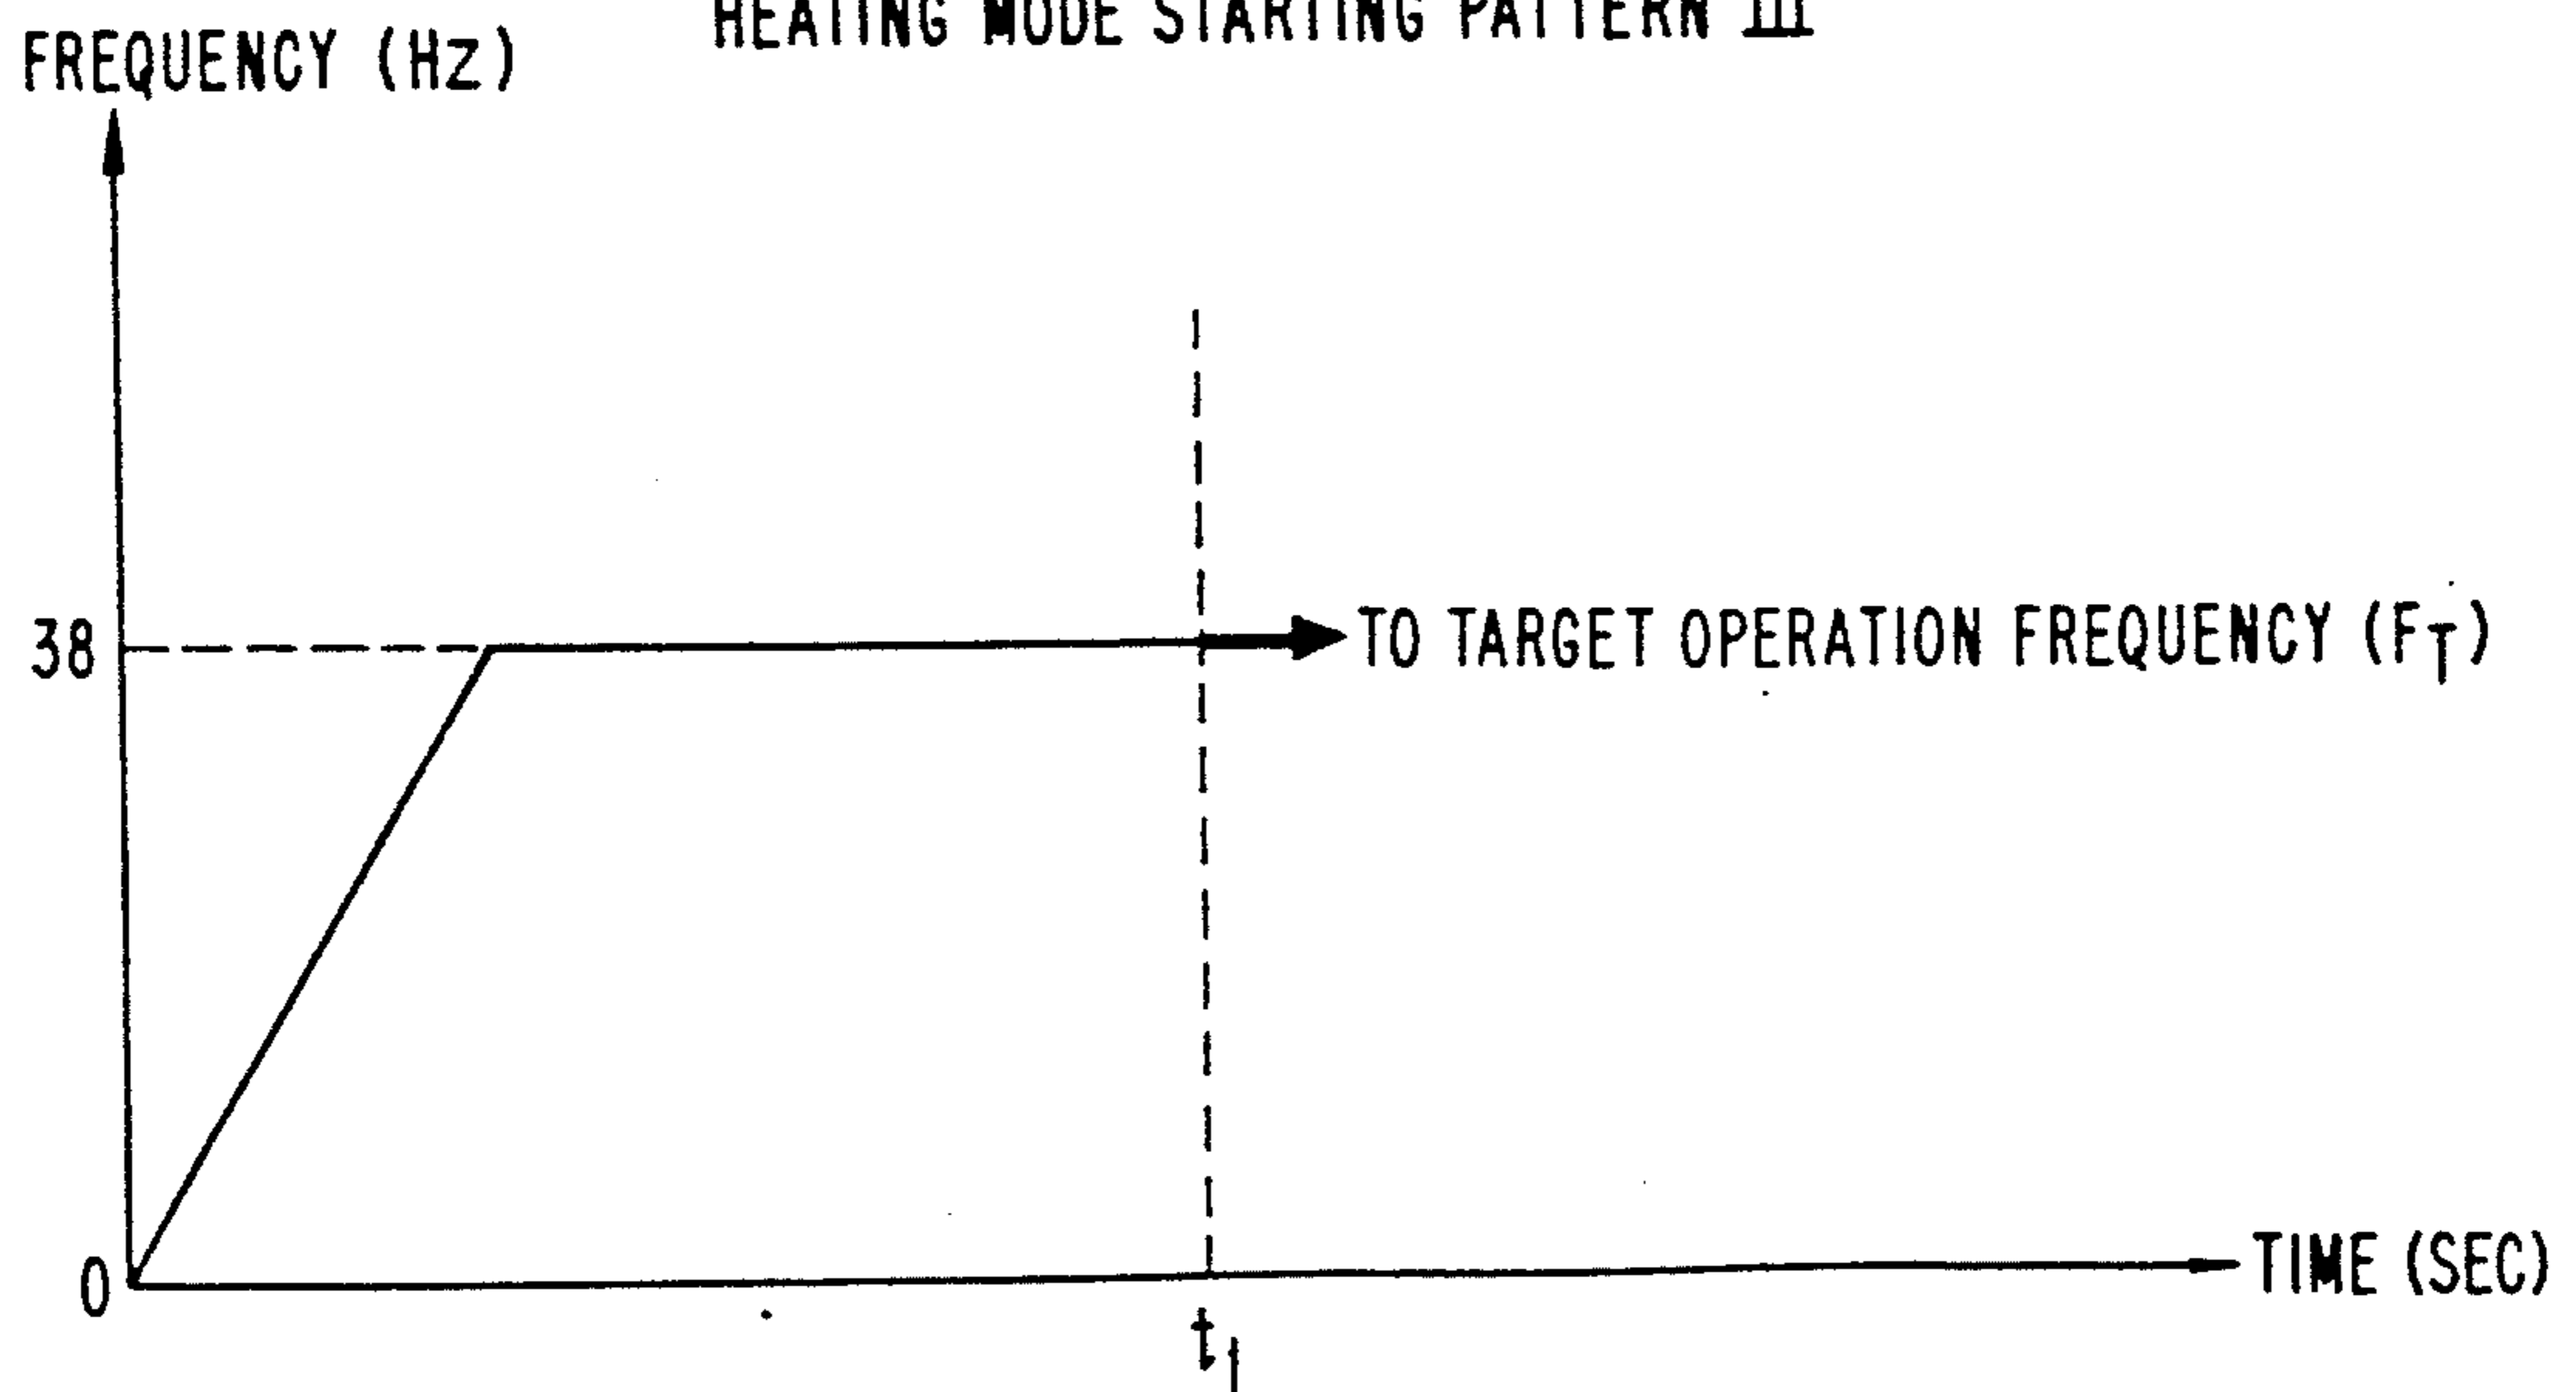 HEATING MODE STARTING PATTERN III
FREQUENCY (HZ)
38
TO TARGET OPERATION FREQUENCY (FT)
0
TIME (SEC)
t1